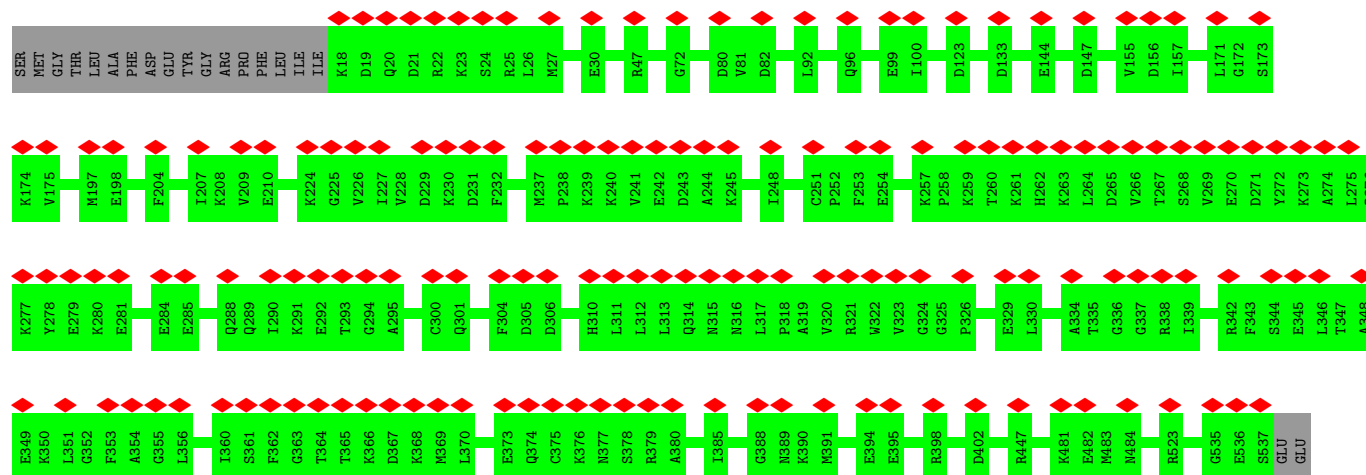 SER MET GLY THR LEU ALA PHE ASP GLU TYR GLY ARG PRO PHE LEU ILE ILE K18 D19 Q20 D21 R22 K23 S24 R25 L26 M27 E30 R47 G72 D80 V81 D82 L92 Q96 E99 I100 D123 D133 E144 D147 V155 D156 I157 L171 G172 S173
K174 V175 M197 E198 F204 I207 K208 V209 E210 K224 G225 V226 I227 V228 D229 K230 D231 F232 M237 P238 K239 K240 V241 E242 D243 A244 K245 I248 C251 P252 F253 E254 K257 P258 K259 T260 K261 H262 K263 L264 D265 V266 T267 S268 V269 E270 D271 Y272 K273 A274 L275
K277 Y278 E279 K280 E281 E284 E285 Q288 Q289 I290 K291 E292 T293 G294 A295 C300 Q301 F304 D305 D306 H310 L311 L312 L313 Q314 N315 N316 L317 P318 A319 V320 R321 W322 V323 G324 G325 P326 E329 L330 A334 T335 G336 G337 R338 I339 R342 F343 S344 E345 L346 T347 A348
E349 K350 L351 G352 F353 A354 G355 L356 I360 S361 F362 G363 T364 T365 K366 D367 K368 M369 L370 E373 Q374 C375 K376 N377 S378 R379 A380 I385 G388 N389 K390 M391 E394 E395 R398 D402 R447 K481 E482 M483 N484 R523 G535 E536 S537 GLU GLU